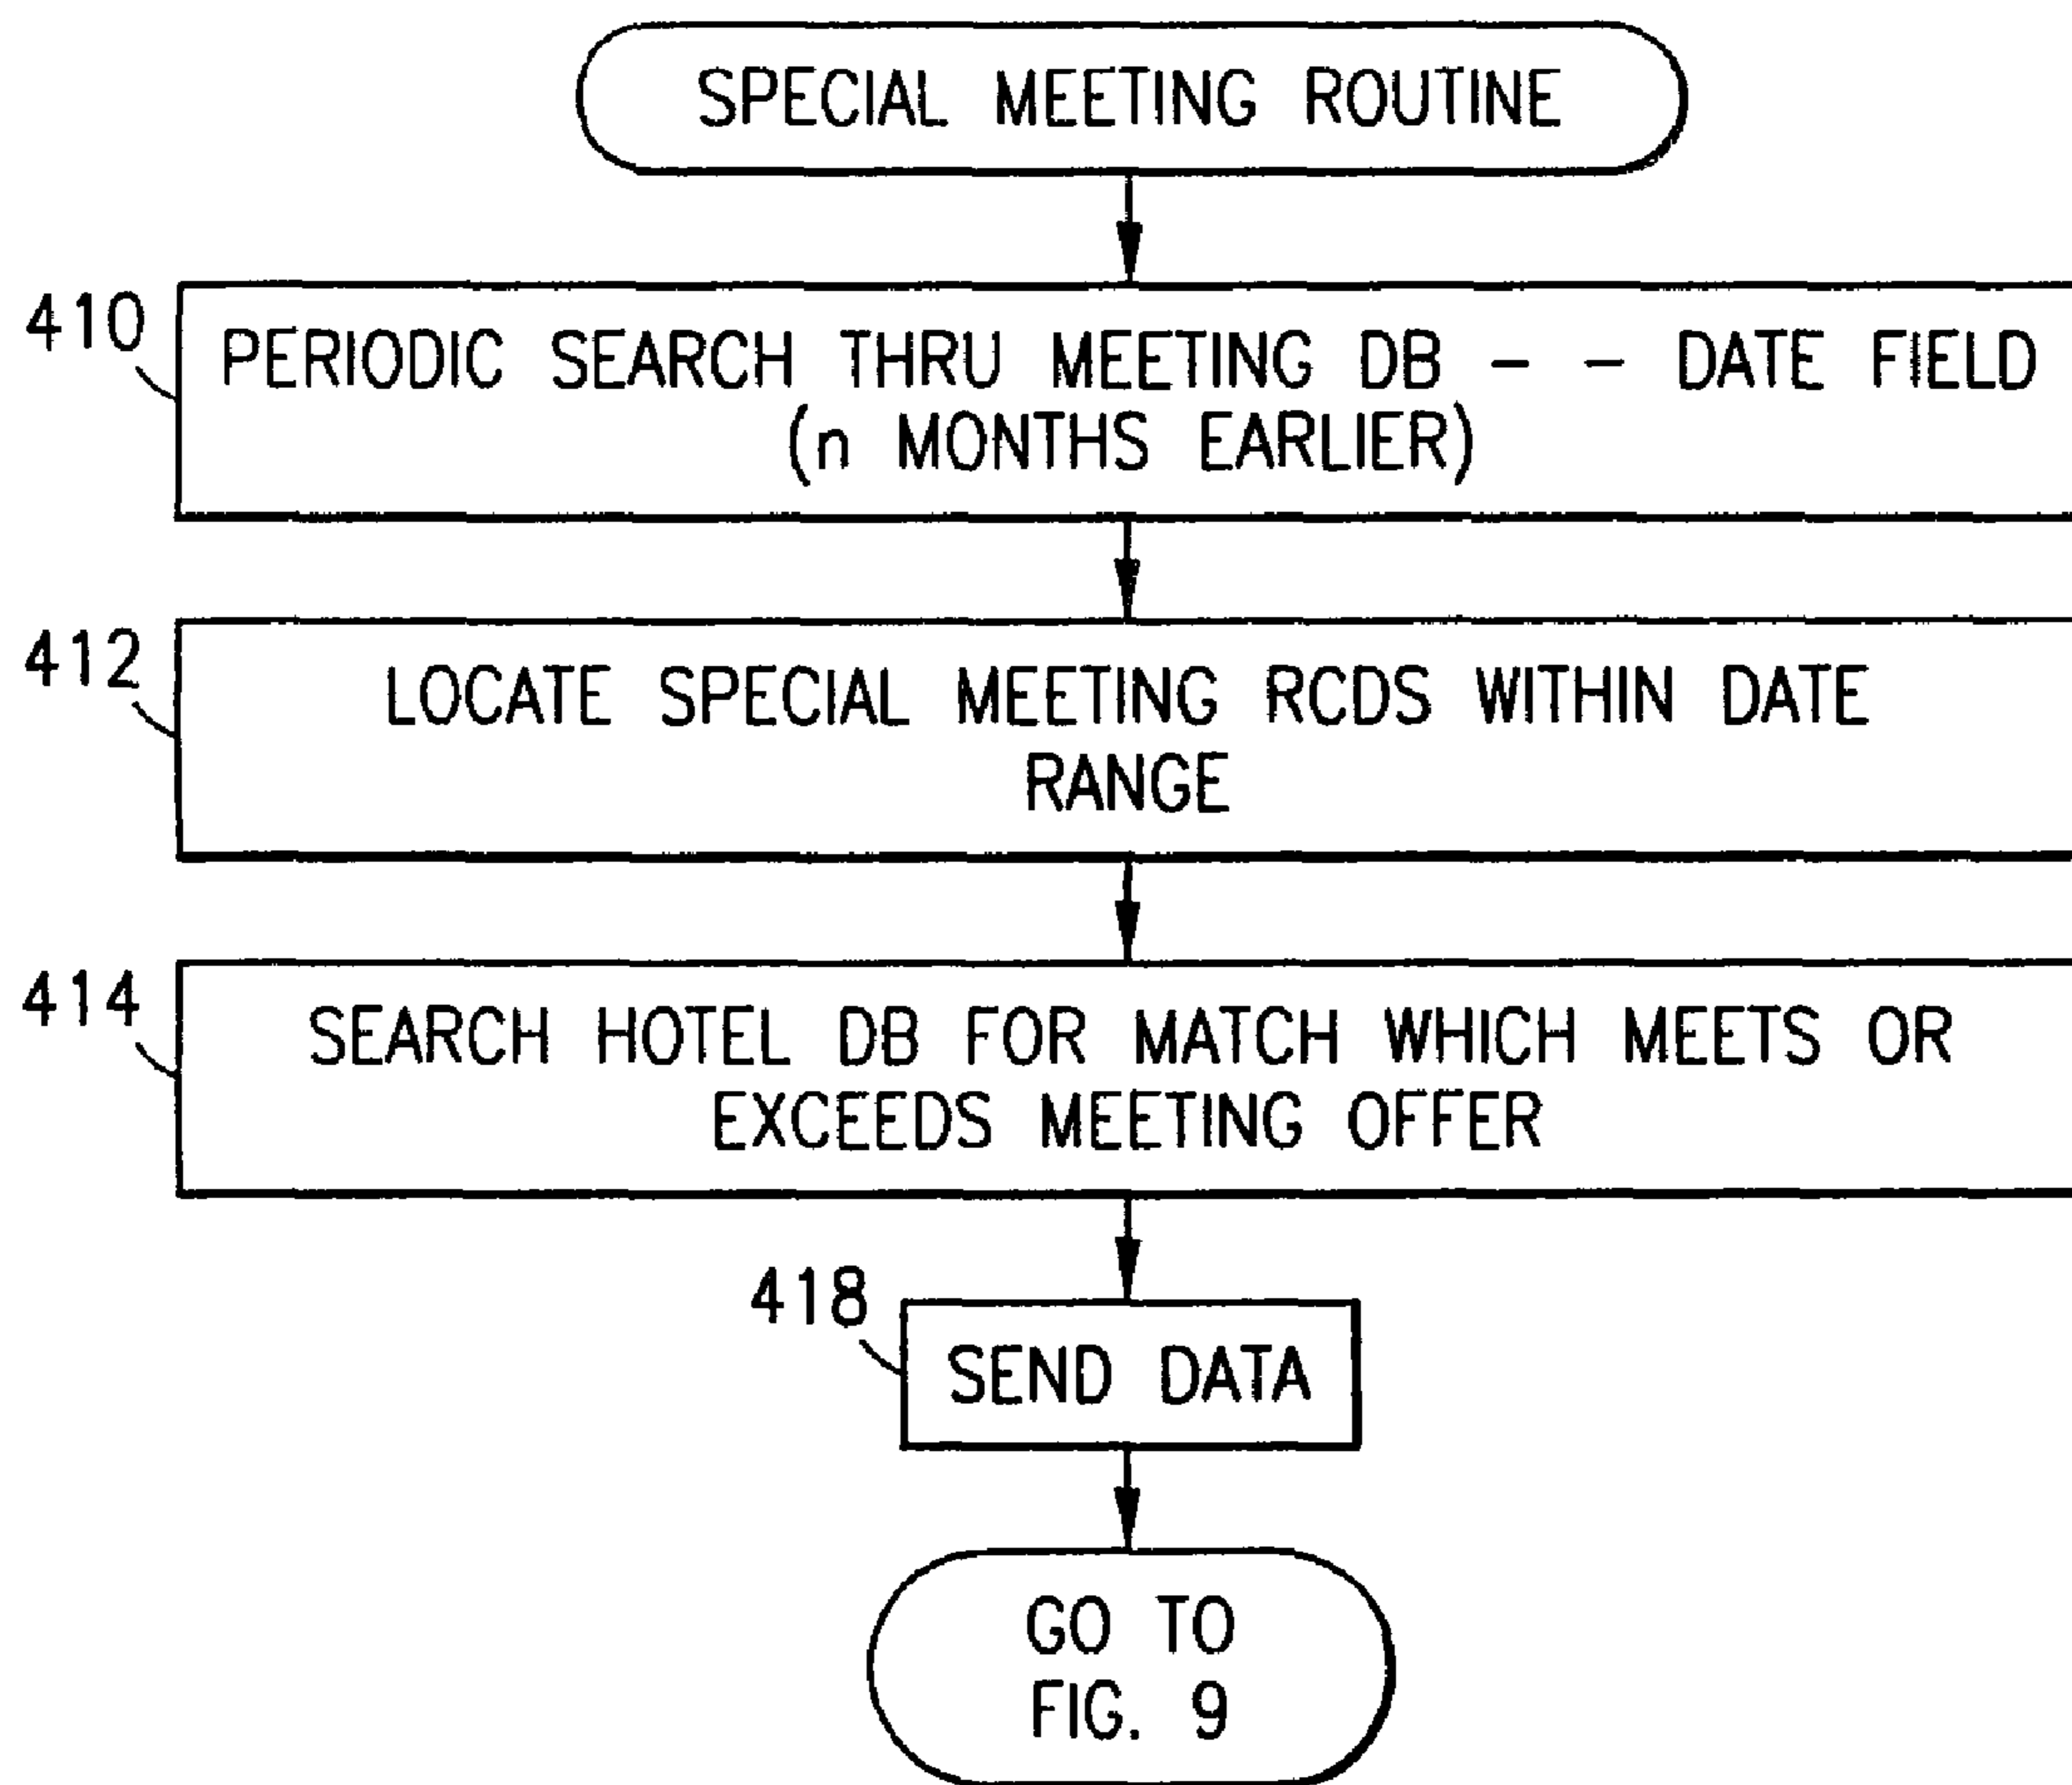 SPECIAL MEETING ROUTINE
410
PERIODIC SEARCH THRU MEETING DB - - DATE FIELD
(n MONTHS EARLIER)
412
LOCATE SPECIAL MEETING RCDS WITHIN DATE
RANGE
414
SEARCH HOTEL DB FOR MATCH WHICH MEETS OR
EXCEEDS MEETING OFFER
418
SEND DATA
GO TO
FIG. 9